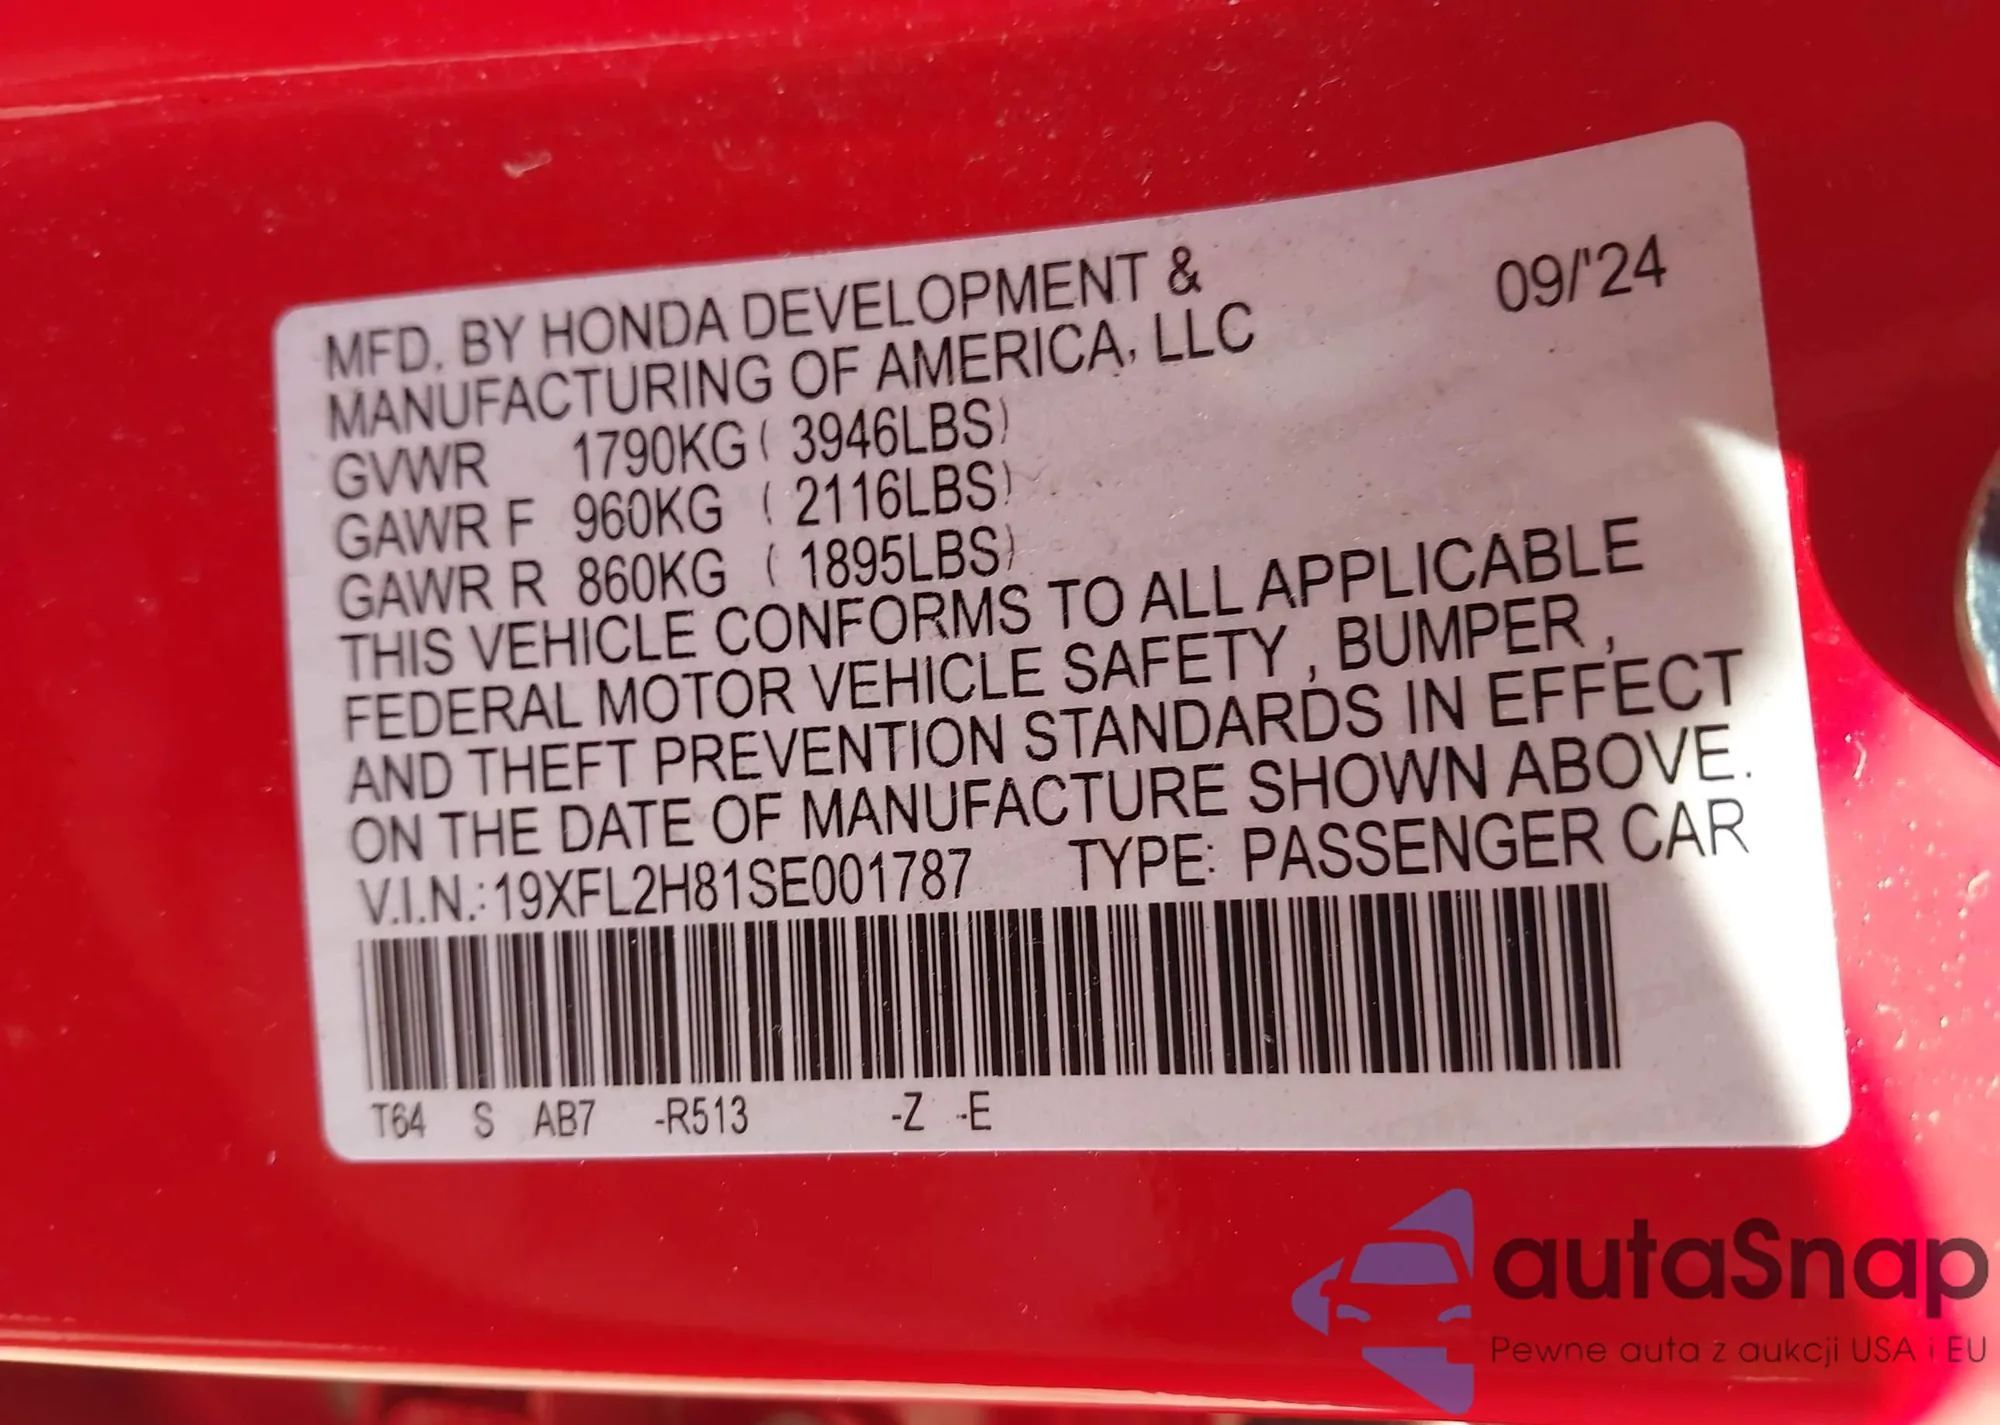 MFD. BY HONDA DEVELOPMENT & 09/'24
MANUFACTURING OF AMERICA, LLC
GVWR 1790KG ( 3946LBS)
GAWR F 960KG ( 2116LBS)
GAWR R 860KG ( 1895LBS)
THIS VEHICLE CONFORMS TO ALL APPLICABLE
FEDERAL MOTOR VEHICLE SAFETY , BUMPER ,
AND THEFT PREVENTION STANDARDS IN EFFECT
ON THE DATE OF MANUFACTURE SHOWN ABOVE.
V.I.N.: 19XFL2H81SE001787 TYPE: PASSENGER CAR
T64 S AB7 -R513 -Z -E
autaSnap
Pewne auta z aukcji USA i EU